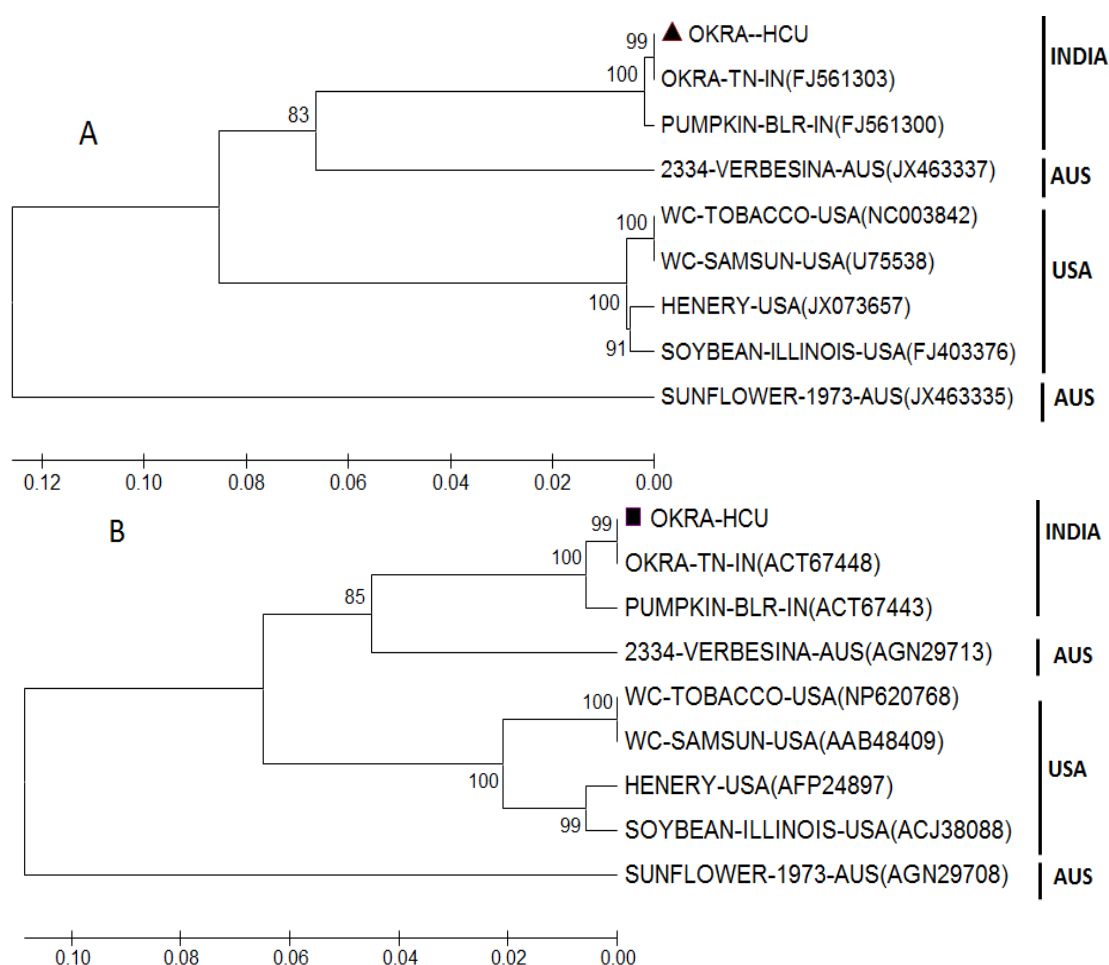 99
OKRA--HCU
INDIA
OKRA-TN-IN(FJ561303)
100
PUMPKIN-BLR-IN(FJ561300)
83
A
2334-VERBESINA-AUS(JX463337)
AUS
WC-TOBACCO-USA(NC003842)
100
WC-SAMSUN-USA(U75538)
USA
HENERY-USA(JX073657)
100
SOYBEAN-ILLINOIS-USA(FJ403376)
91
SUNFLOWER-1973-AUS(JX463335)
AUS
0.12 0.10 0.08 0.06 0.04 0.02 0.00
B
99
OKRA-HCU
INDIA
OKRA-TN-IN(ACT67448)
100
PUMPKIN-BLR-IN(ACT67443)
85
2334-VERBESINA-AUS(AGN29713)
AUS
WC-TOBACCO-USA(NP620768)
100
WC-SAMSUN-USA(AAB48409)
USA
HENERY-USA(AFP24897)
100
SOYBEAN-ILLINOIS-USA(ACJ38088)
99
SUNFLOWER-1973-AUS(AGN29708)
AUS
0.10 0.08 0.06 0.04 0.02 0.00